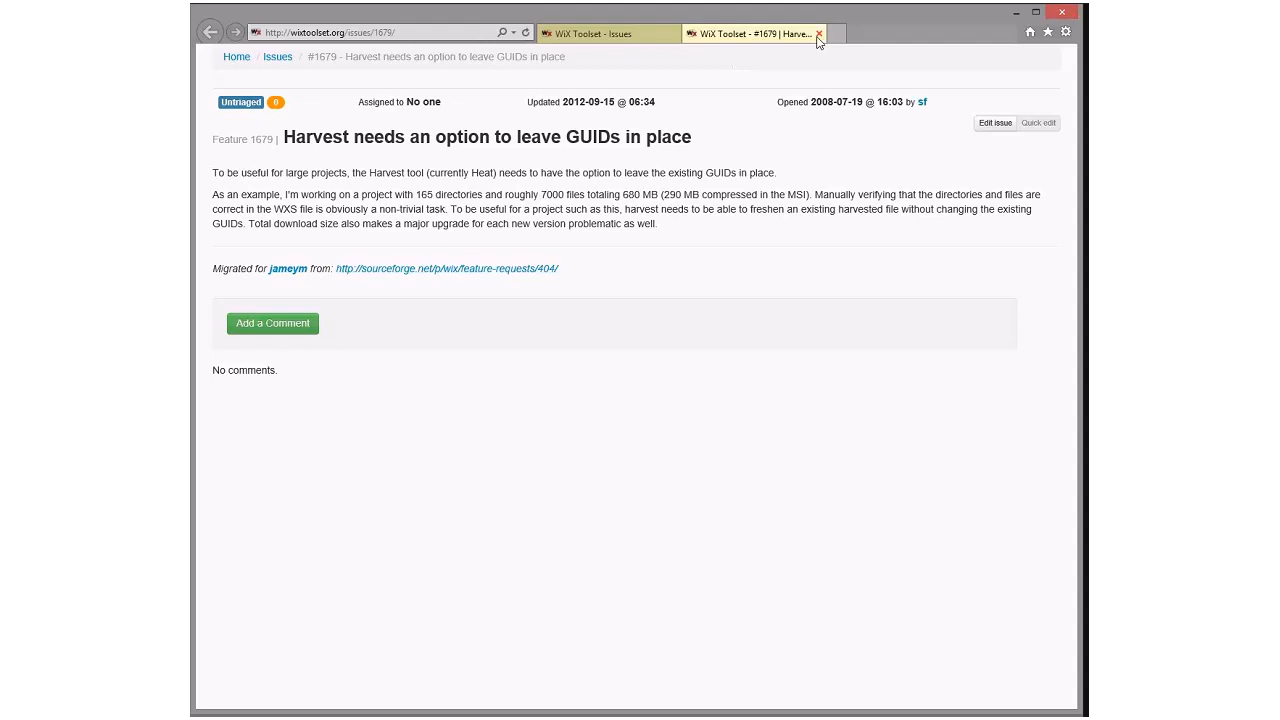 http://wixtoolset.org/issues/1679/
WiX Toolset - Issues
WiX Toolset - #1679 | Harve...
Home / Issues / #1679 - Harvest needs an option to leave GUIDs in place
Untriaged 0 Assigned to No one Updated 2012-09-15 @ 06:34 Opened 2008-07-19 @ 16:03 by sf
Edit issue Quick edit
Feature 1679 | Harvest needs an option to leave GUIDs in place
To be useful for large projects, the Harvest tool (currently Heat) needs to have the option to leave the existing GUIDs in place.
As an example, I'm working on a project with 165 directories and roughly 7000 files totaling 680 MB (290 MB compressed in the MSI). Manually verifying that the directories and files are
correct in the WXS file is obviously a non-trivial task. To be useful for a project such as this, harvest needs to be able to freshen an existing harvested file without changing the existing
GUIDs. Total download size also makes a major upgrade for each new version problematic as well.
Migrated for jameym from: http://sourceforge.net/p/wix/feature-requests/404/
Add a Comment
No comments.